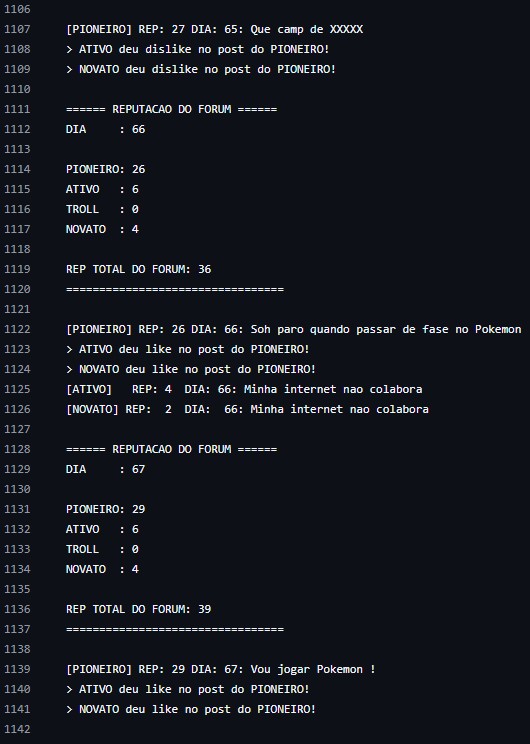 1106
1107 [PIONEIRO] REP: 27 DIA: 65: Que camp de XXXXX
1108 > ATIVO deu dislike no post do PIONEIRO!
1109 > NOVATO deu dislike no post do PIONEIRO!
1110
1111 ====== REPUTACAO DO FORUM ======
1112 DIA     : 66
1113
1114 PIONEIRO: 26
1115 ATIVO   : 6
1116 TROLL   : 0
1117 NOVATO  : 4
1118
1119 REP TOTAL DO FORUM: 36
1120 =================================
1121
1122 [PIONEIRO] REP: 26 DIA: 66: Soh paro quando passar de fase no Pokemon
1123 > ATIVO deu like no post do PIONEIRO!
1124 > NOVATO deu like no post do PIONEIRO!
1125 [ATIVO]   REP: 4  DIA: 66: Minha internet nao colabora
1126 [NOVATO] REP:  2  DIA:  66: Minha internet nao colabora
1127
1128 ====== REPUTACAO DO FORUM ======
1129 DIA     : 67
1130
1131 PIONEIRO: 29
1132 ATIVO   : 6
1133 TROLL   : 0
1134 NOVATO  : 4
1135
1136 REP TOTAL DO FORUM: 39
1137 =================================
1138
1139 [PIONEIRO] REP: 29 DIA: 67: Vou jogar Pokemon !
1140 > ATIVO deu like no post do PIONEIRO!
1141 > NOVATO deu like no post do PIONEIRO!
1142